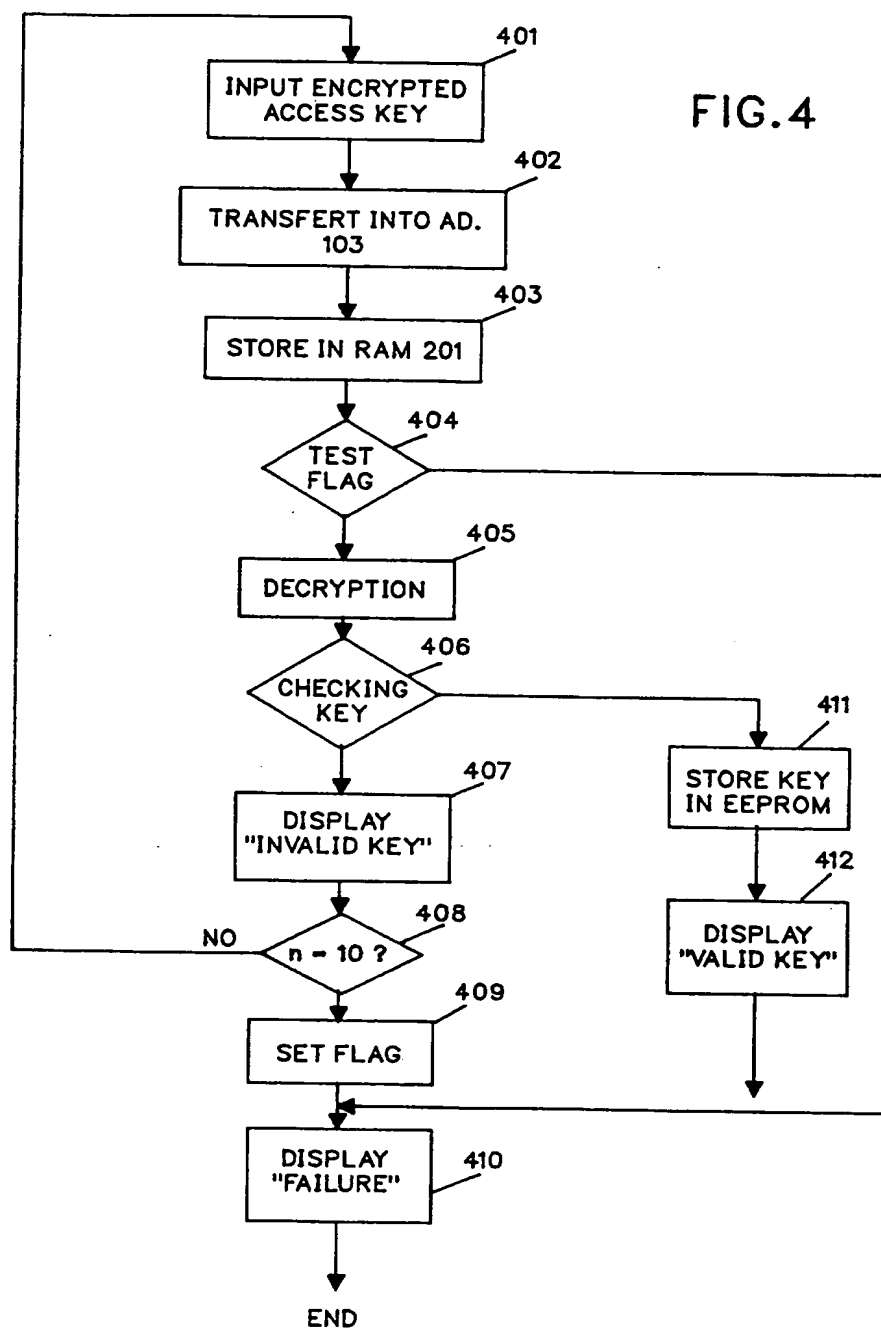 401
INPUT ENCRYPTED
ACCESS KEY
FIG.4
402
TRANSFERT INTO AD.
103
403
STORE IN RAM 201
404
TEST
FLAG
405
DECRYPTION
406
CHECKING
KEY
411
STORE KEY
IN EEPROM
407
DISPLAY
"INVALID KEY"
412
DISPLAY
"VALID KEY"
408
NO
n = 10 ?
409
SET FLAG
DISPLAY
"FAILURE"
410
END